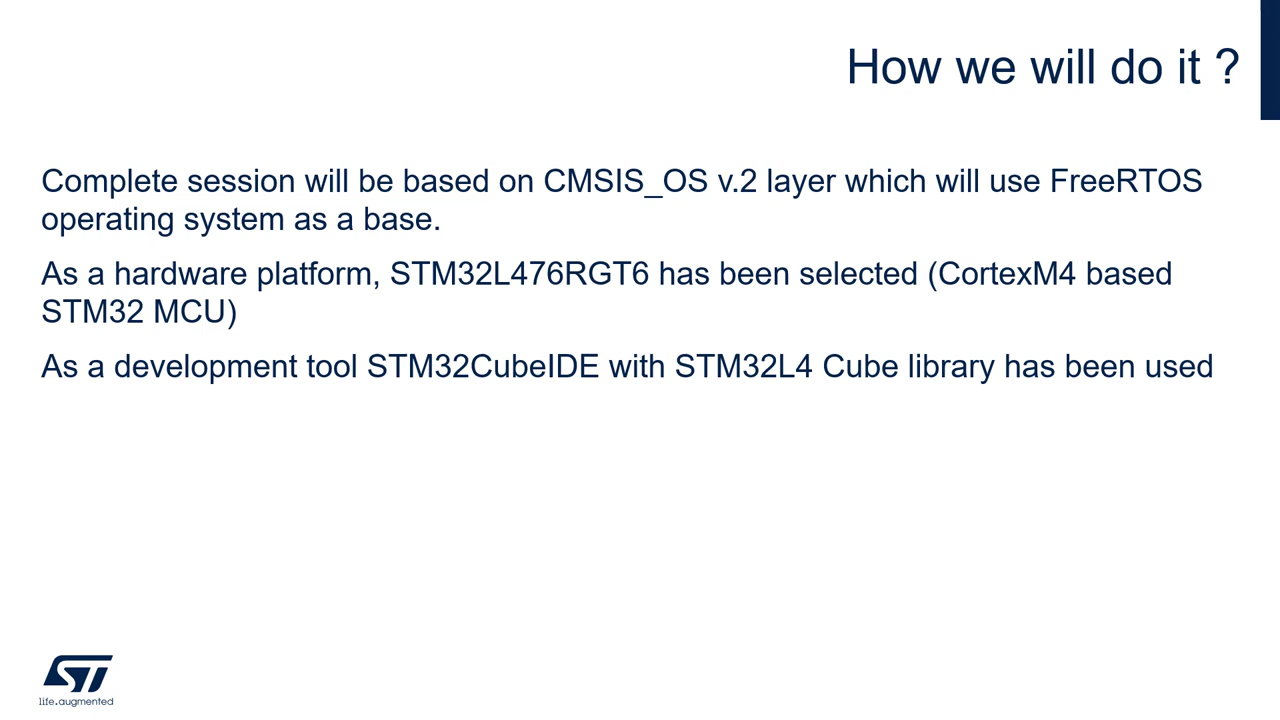 How we will do it ?
Complete session will be based on CMSIS_OS v.2 layer which will use FreeRTOS
operating system as a base.
As a hardware platform, STM32L476RGT6 has been selected (CortexM4 based
STM32 MCU)
As a development tool STM32CubeIDE with STM32L4 Cube library has been used
ST
life.augmented